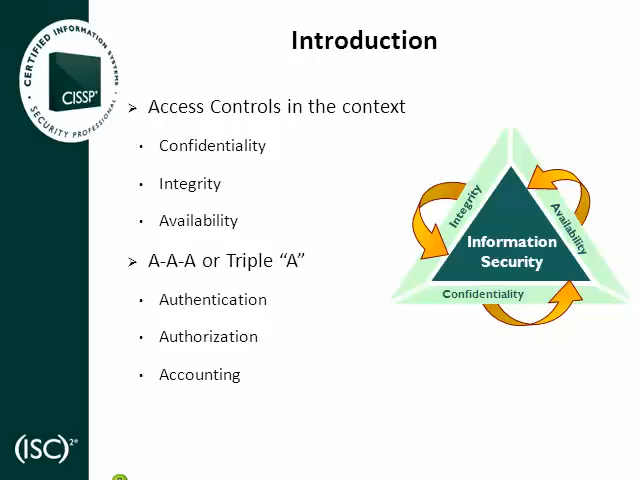 Introduction
CERTIFIED INFORMATION SYSTEMS
CISSP®
SECURITY PROFESSIONAL
➢ Access Controls in the context
• Confidentiality
• Integrity
• Availability
➢ A-A-A or Triple “A”
• Authentication
• Authorization
• Accounting
Integrity
Availability
Information
Security
Confidentiality
(ISC)²®